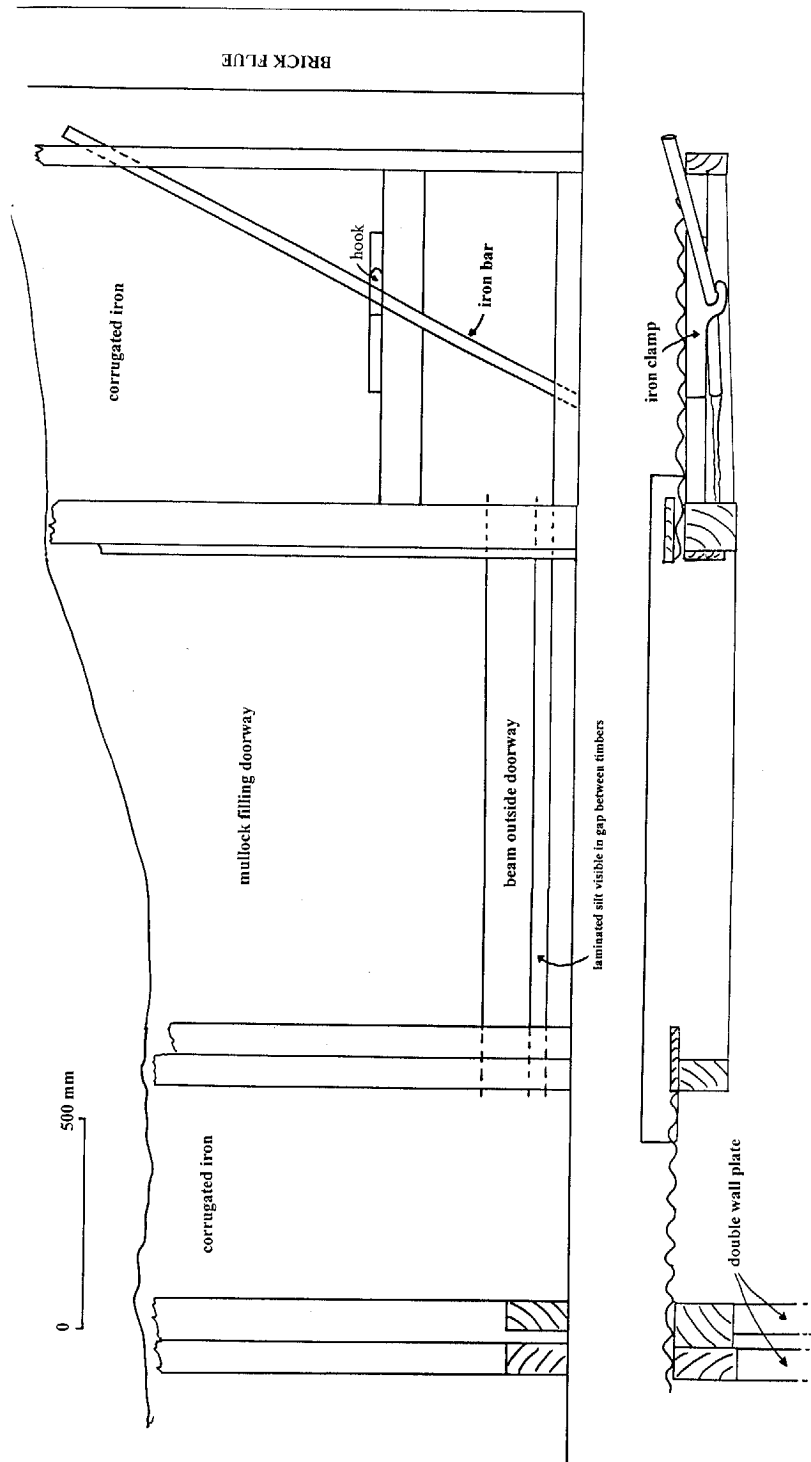 BRICK FLUE
corrugated iron
hook
iron bar
mullock filling doorway
beam outside doorway
laminated silt visible in gap between timbers
0 500 mm
corrugated iron
iron clamp
double wall plate